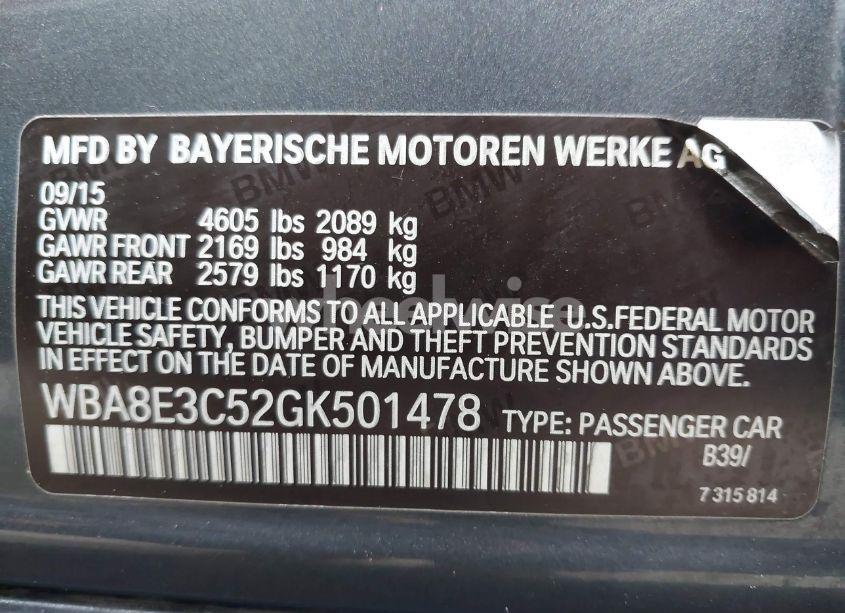 MFD BY BAYERISCHE MOTOREN WERKE AG
09/15
GVWR 4605 lbs 2089 kg
GAWR FRONT 2169 lbs 984 kg
GAWR REAR 2579 lbs 1170 kg
THIS VEHICLE CONFORMS TO ALL APPLICABLE U.S.FEDERAL MOTOR
VEHICLE SAFETY, BUMPER AND THEFT PREVENTION STANDARDS
IN EFFECT ON THE DATE OF MANUFACTURE SHOWN ABOVE.
WBA8E3C52GK501478 TYPE: PASSENGER CAR
B39/
7 315 814